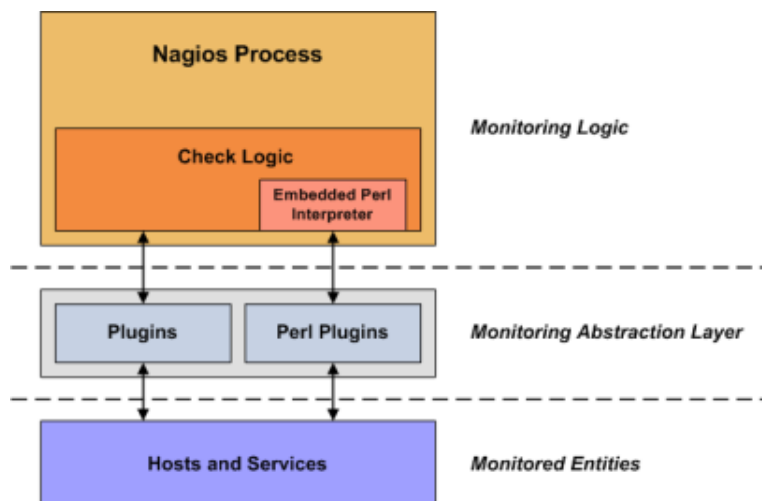 Nagios Process
Monitoring Logic
Check Logic
Embedded Perl
Interpreter
Plugins
Perl Plugins
Monitoring Abstraction Layer
Hosts and Services
Monitored Entities